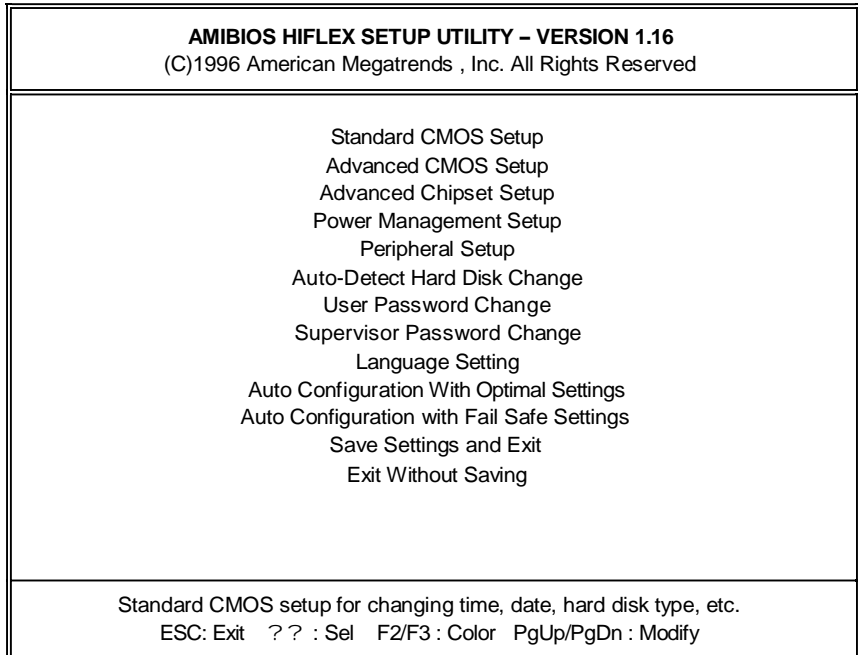 AMIBIOS HIFLEX SETUP UTILITY – VERSION 1.16
(C)1996 American Megatrends , Inc. All Rights Reserved
Standard CMOS Setup
Advanced CMOS Setup
Advanced Chipset Setup
Power Management Setup
Peripheral Setup
Auto-Detect Hard Disk Change
User Password Change
Supervisor Password Change
Language Setting
Auto Configuration With Optimal Settings
Auto Configuration with Fail Safe Settings
Save Settings and Exit
Exit Without Saving
Standard CMOS setup for changing time, date, hard disk type, etc.
ESC: Exit ? ? : Sel F2/F3 : Color PgUp/PgDn : Modify